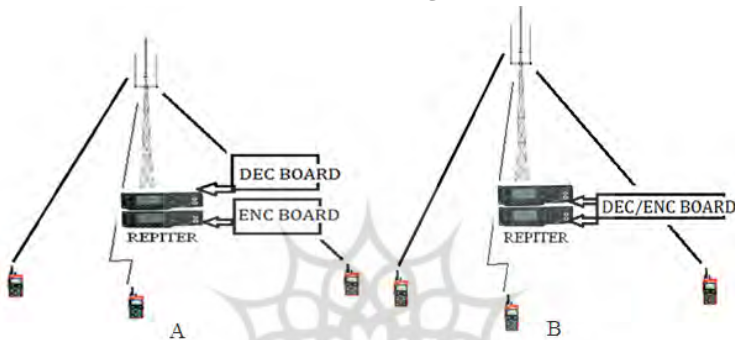 DEC BOARD
ENC BOARD
REPITER
A
DEC/ENC BOARD
REPITER
B